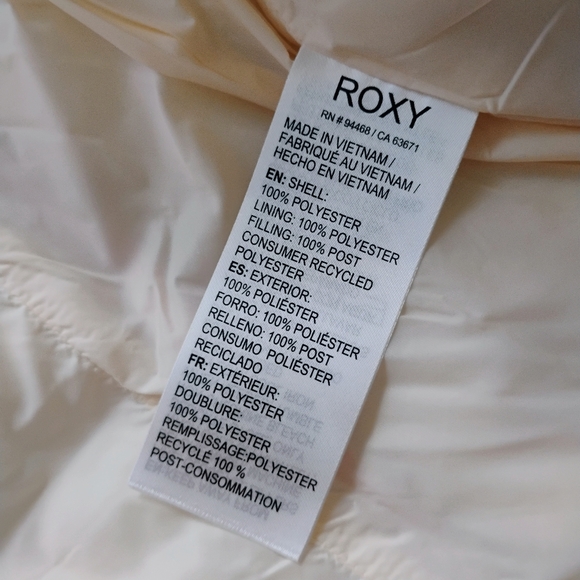 ROXY
RN # 94468 / CA 63671
MADE IN VIETNAM /
FABRIQUÉ AU VIETNAM /
HECHO EN VIETNAM
EN: SHELL:
100% POLYESTER
LINING: 100% POLYESTER
FILLING: 100% POST
CONSUMER RECYCLED
POLYESTER
ES: EXTERIOR:
100% POLIÉSTER
FORRO: 100% POLIÉSTER
RELLENO: 100% POST
CONSUMO POLIÉSTER
RECICLADO
FR: EXTÉRIEUR:
100% POLYESTER
DOUBLURE:
100% POLYESTER
REMPLISSAGE:POLYESTER
RECYCLÉ 100 %
POST-CONSOMMATION